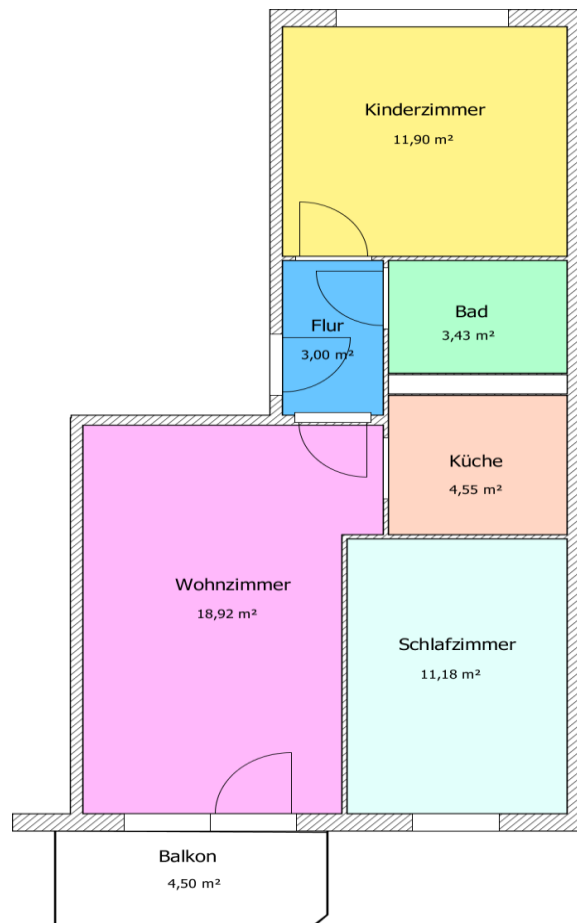 Kinderzimmer
11,90 m²
Bad
3,43 m²
Flur
3,00 m²
Küche
4,55 m²
Wohnzimmer
18,92 m²
Schlafzimmer
11,18 m²
Balkon
4,50 m²